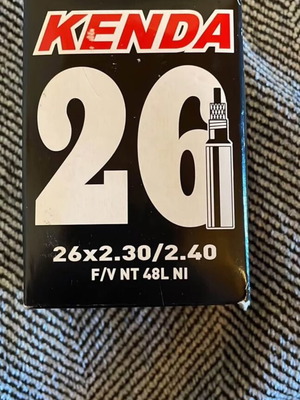 KENDA
26
26x2.30/2.40
F/V NT 48L NI